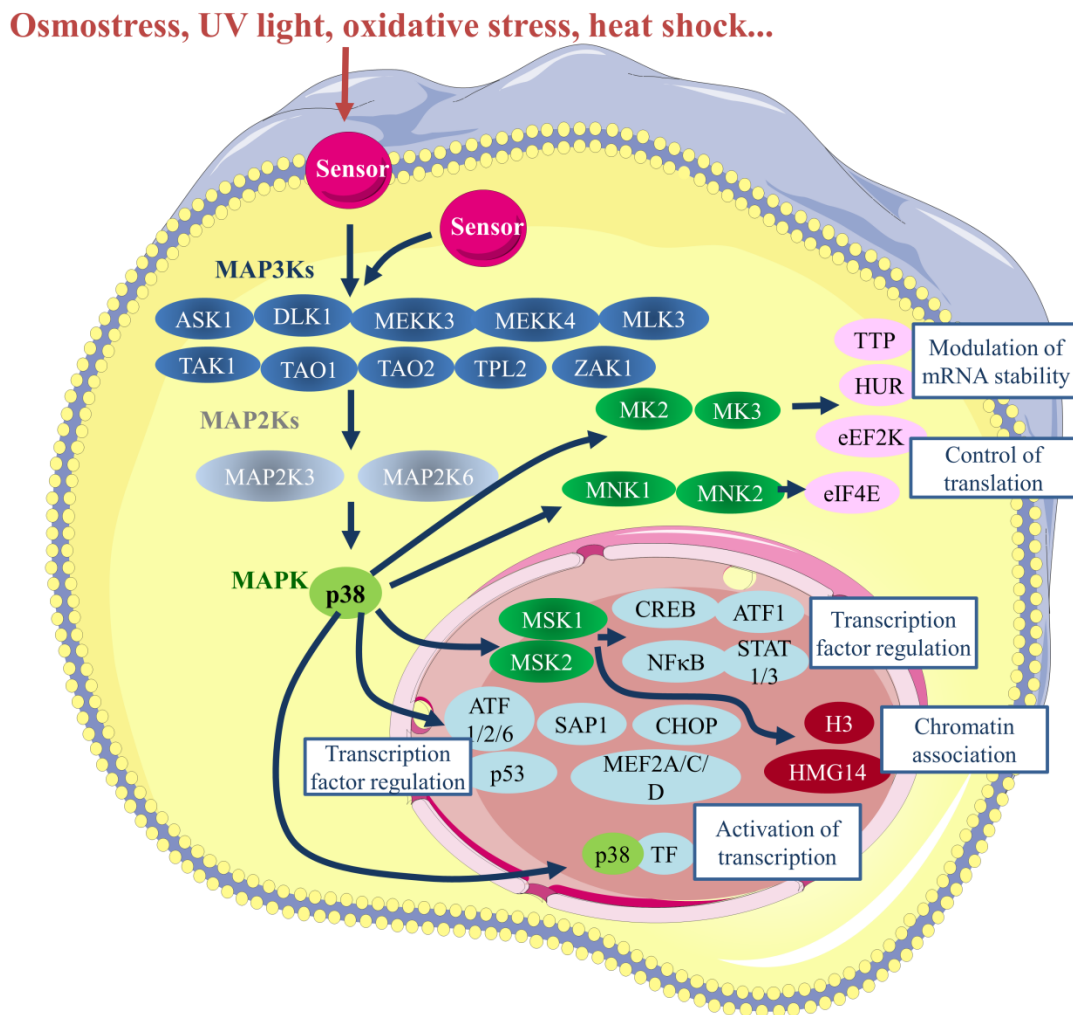 Osmostress, UV light, oxidative stress, heat shock...
Sensor
Sensor
MAP3Ks
ASK1
DLK1
MEKK3
MEKK4
MLK3
TAK1
TAO1
TAO2
TPL2
ZAK1
MAP2Ks
MAP2K3
MAP2K6
MAPK
p38
MK2
MK3
TTP
HUR
eEF2K
Modulation of
mRNA stability
MNK1
MNK2
eIF4E
Control of
translation
MSK1
MSK2
CREB
ATF1
NFκB
STAT
1/3
Transcription
factor regulation
ATF
1/2/6
SAP1
CHOP
p53
MEF2A/C/
D
Transcription
factor regulation
H3
HMG14
Chromatin
association
p38
TF
Activation of
transcription